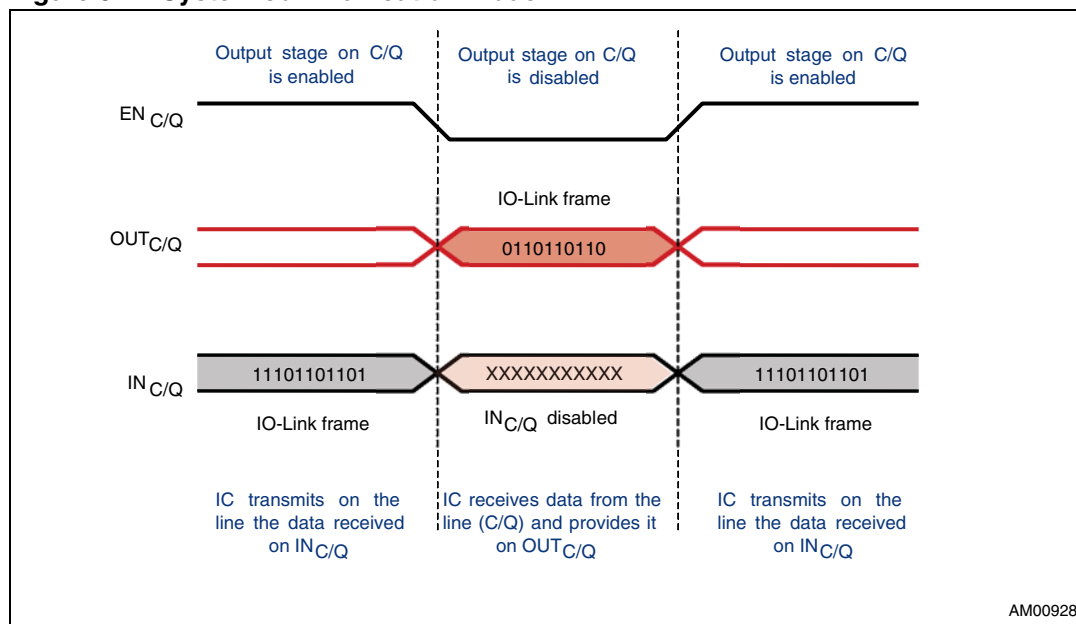 Output stage on C/Q
is enabled
Output stage on C/Q
is disabled
Output stage on C/Q
is enabled
EN C/Q
IO-Link frame
OUTC/Q
0110110110
INC/Q
11101101101
XXXXXXXXXXX
11101101101
IO-Link frame
INC/Q disabled
IO-Link frame
IC transmits on the
line the data received
on INC/Q
IC receives data from the
line (C/Q) and provides it
on OUTC/Q
IC transmits on the
line the data received
on INC/Q
AM00928